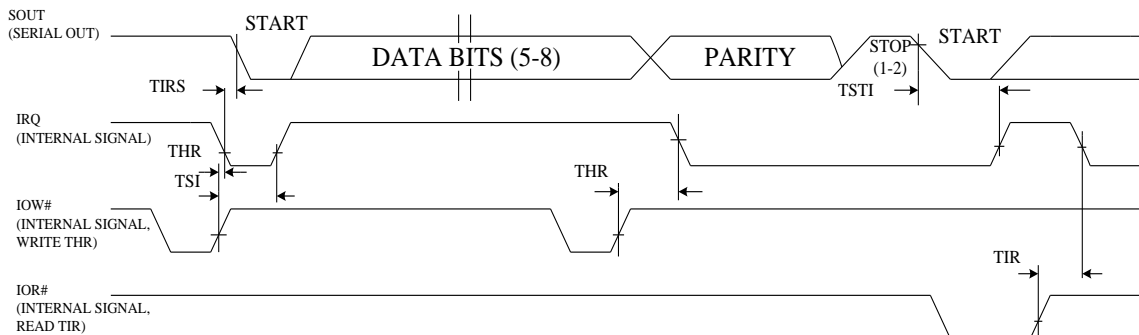 SOUT
(SERIAL OUT)
START
DATA BITS (5-8)
PARITY
STOP
(1-2)
START
TIRS
TSTI
IRQ
(INTERNAL SIGNAL)
THR
TSI
THR
IOW#
(INTERNAL SIGNAL,
WRITE THR)
TIR
IOR#
(INTERNAL SIGNAL,
READ TIR)